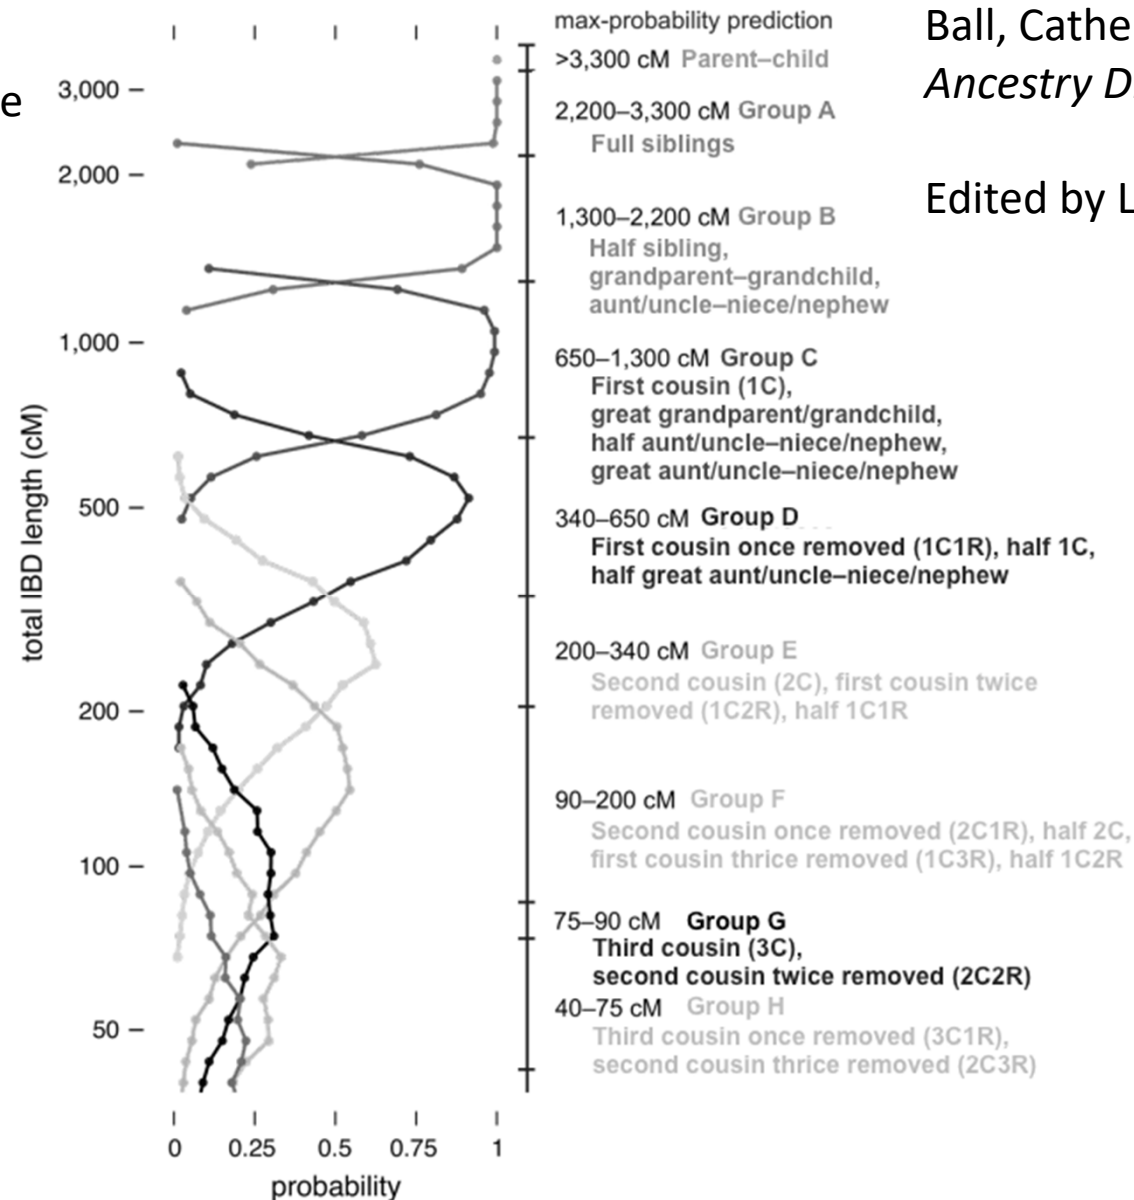 max-probability prediction
Ball, Cathe
>3,300 cM Parent–child
Ancestry D
e
3,000
2,200–3,300 cM Group A
Full siblings
2,000
Edited by L
1,300–2,200 cM Group B
Half sibling,
grandparent–grandchild,
aunt/uncle–niece/nephew
1,000
650–1,300 cM Group C
First cousin (1C),
great grandparent/grandchild,
half aunt/uncle–niece/nephew,
great aunt/uncle–niece/nephew
total IBD length (cM)
500
340–650 cM Group D
First cousin once removed (1C1R), half 1C,
half great aunt/uncle–niece/nephew
200–340 cM Group E
Second cousin (2C), first cousin twice
removed (1C2R), half 1C1R
200
90–200 cM Group F
Second cousin once removed (2C1R), half 2C,
first cousin thrice removed (1C3R), half 1C2R
100
75–90 cM Group G
Third cousin (3C),
second cousin twice removed (2C2R)
40–75 cM Group H
Third cousin once removed (3C1R),
second cousin thrice removed (2C3R)
50
0 0.25 0.5 0.75 1
probability